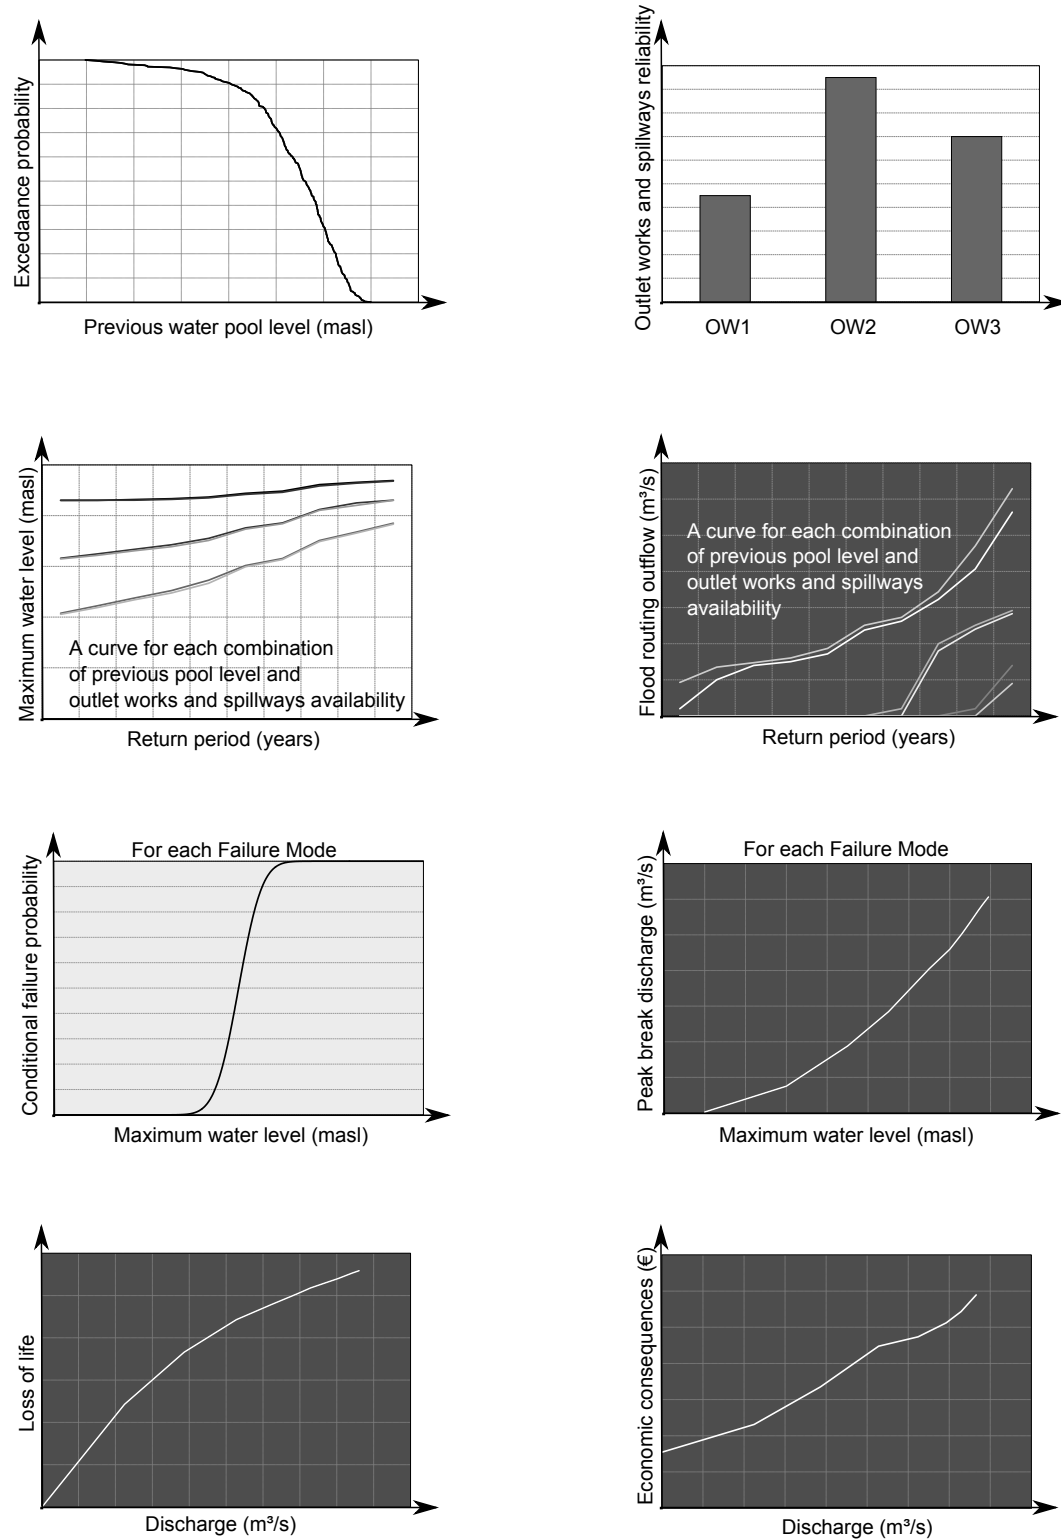 Excedaance probability
Previous water pool level (masl)
Outlet works and spillways reliability
OW1
OW2
OW3
Maximum water level (masl)
A curve for each combination
of previous pool level and
outlet works and spillways availability
Return period (years)
Flood routing outflow (m³/s)
A curve for each combination
of previous pool level and
outlet works and spillways
availability
Return period (years)
For each Failure Mode
Conditional failure probability
Maximum water level (masl)
For each Failure Mode
Peak break discharge (m³/s)
Maximum water level (masl)
Loss of life
Discharge (m³/s)
Economic consequences (€)
Discharge (m³/s)